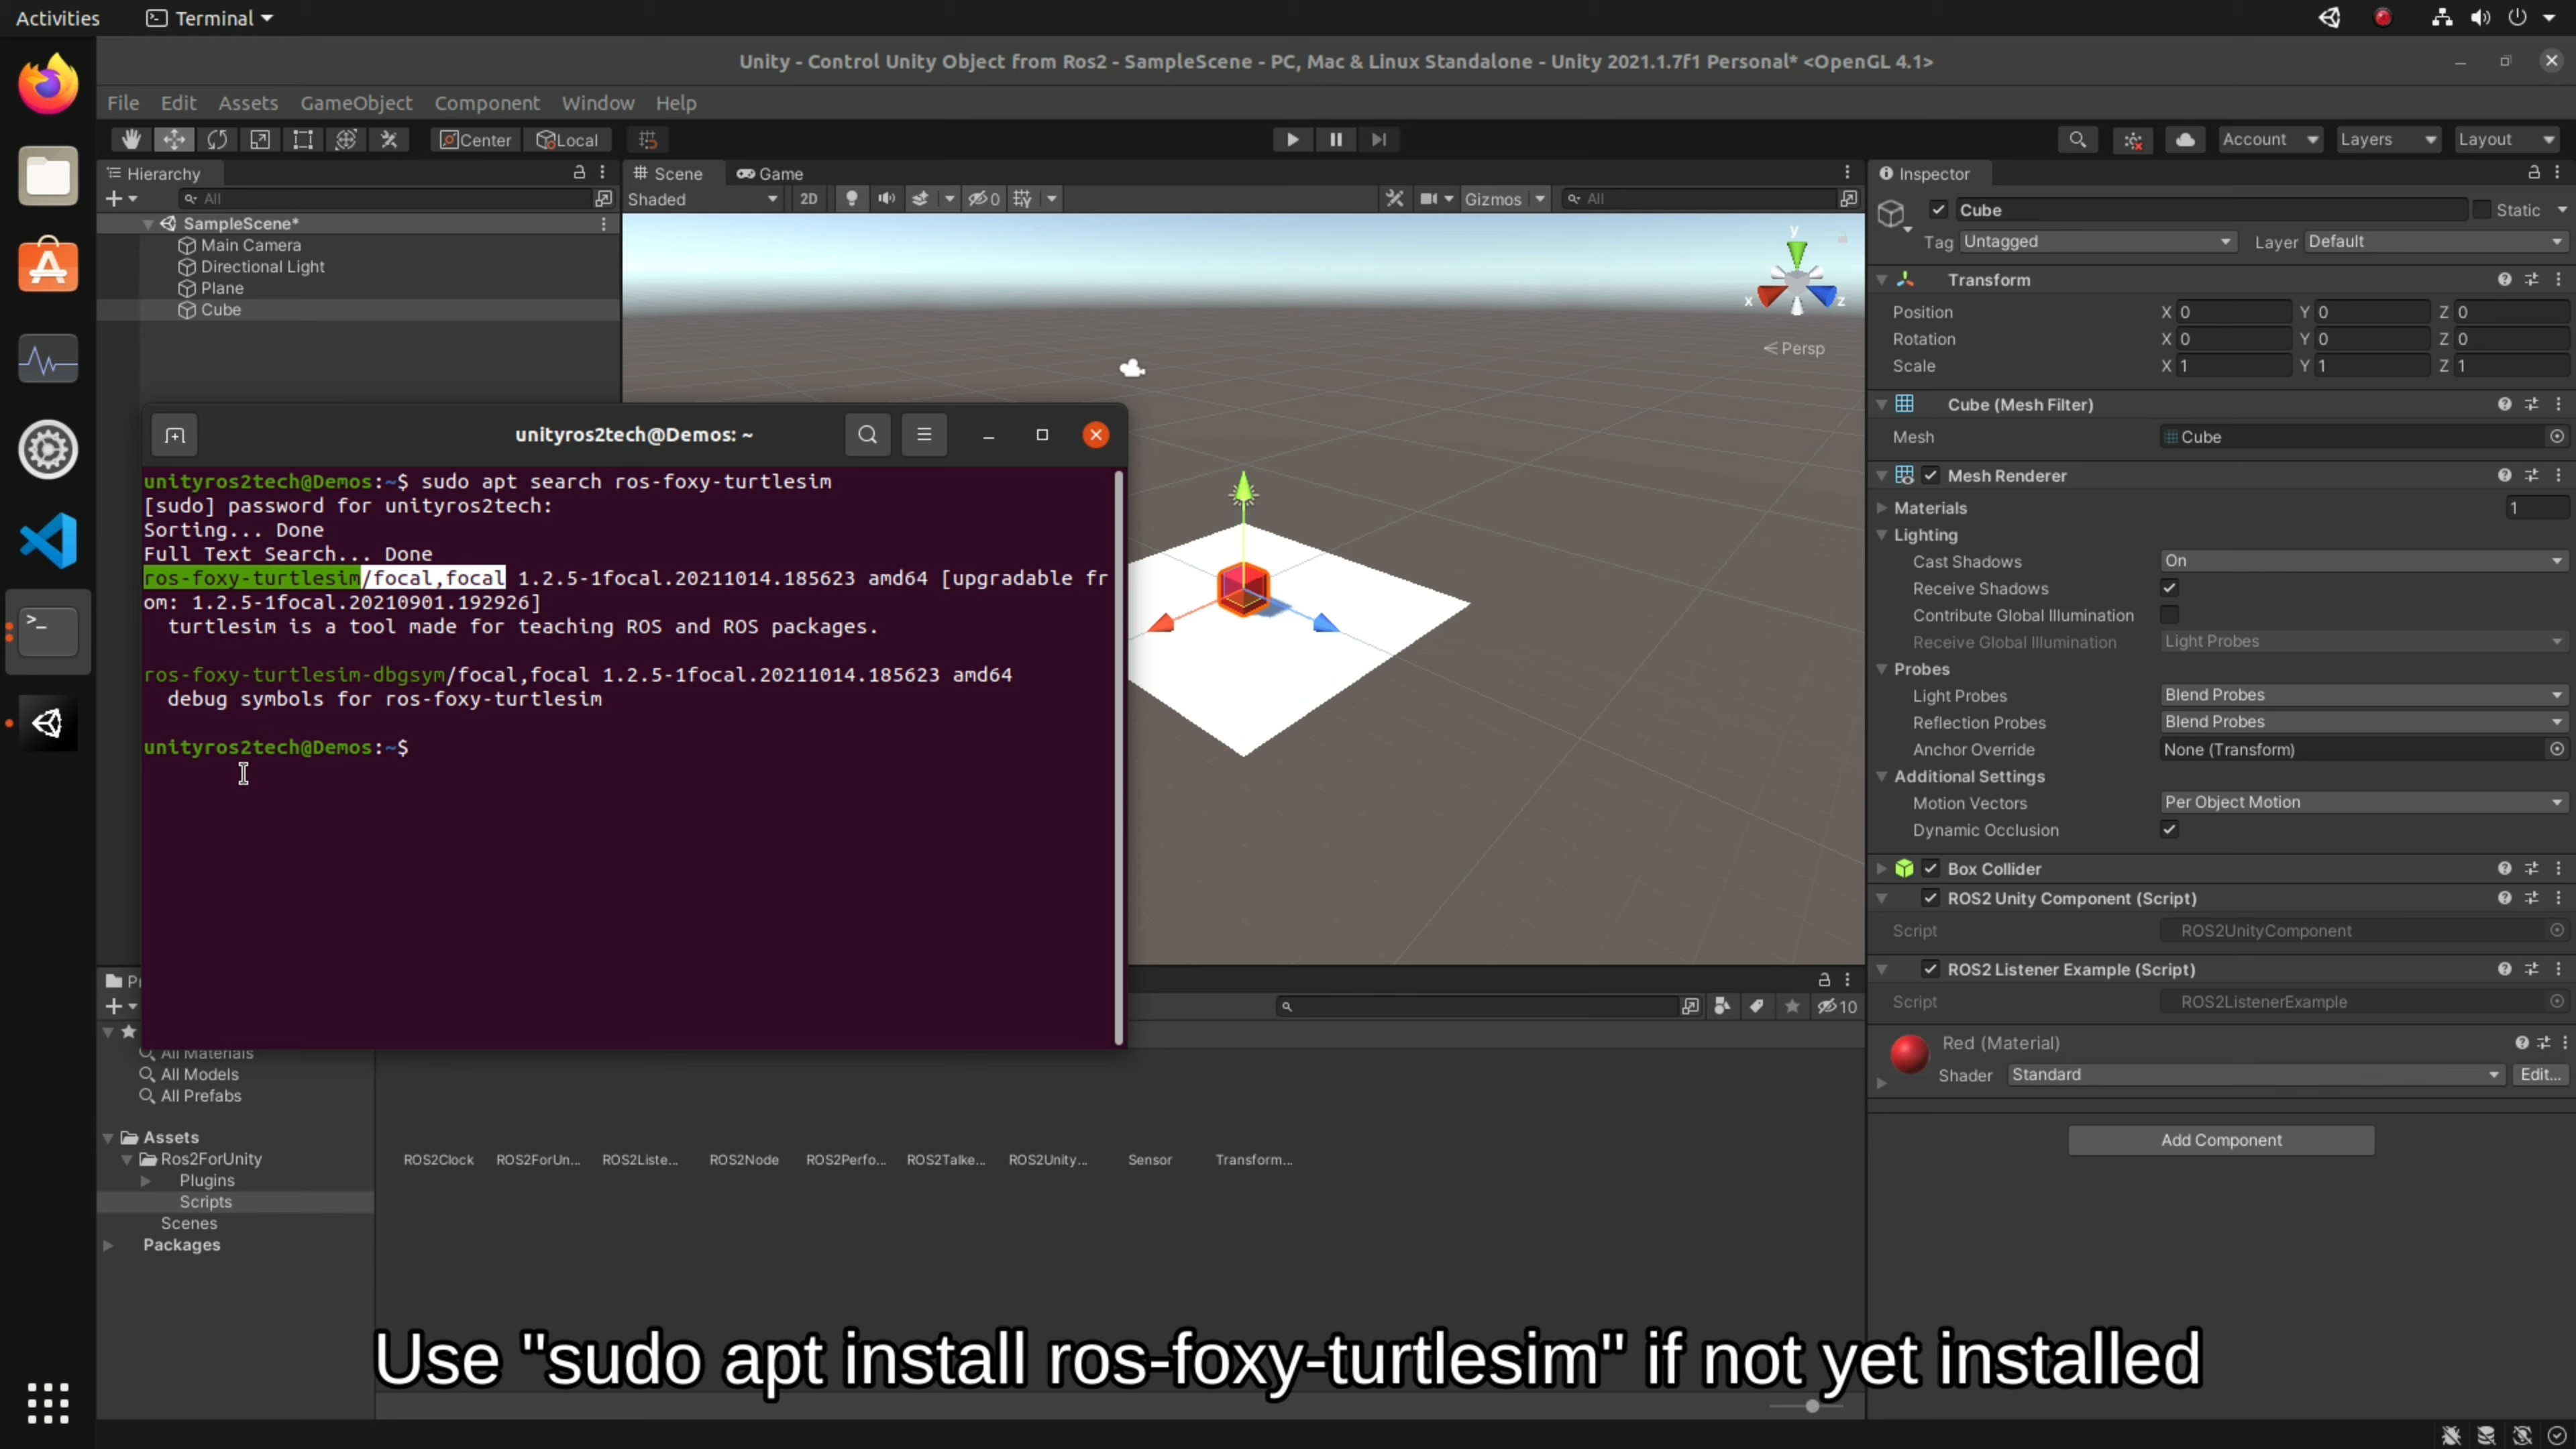 Activities
Terminal
Unity - Control Unity Object from Ros2 - SampleScene - PC, Mac & Linux Standalone - Unity 2021.1.7f1 Personal* <OpenGL 4.1>
File Edit Assets GameObject Component Window Help
Center Local
Account Layers Layout
Hierarchy
All
SampleScene*
Main Camera
Directional Light
Plane
Cube
Scene Game
Shaded 2D 0 Gizmos All
y
x z
Persp
unityros2tech@Demos: ~
unityros2tech@Demos:~$ sudo apt search ros-foxy-turtlesim
[sudo] password for unityros2tech:
Sorting... Done
Full Text Search... Done
ros-foxy-turtlesim/focal,focal 1.2.5-1focal.20211014.185623 amd64 [upgradable fr
om: 1.2.5-1focal.20210901.192926]
turtlesim is a tool made for teaching ROS and ROS packages.
ros-foxy-turtlesim-dbgsym/focal,focal 1.2.5-1focal.20211014.185623 amd64
debug symbols for ros-foxy-turtlesim
unityros2tech@Demos:~$
10
All Materials
All Models
All Prefabs
Assets
Ros2ForUnity
Plugins
Scripts
Scenes
Packages
ROS2Clock ROS2ForUn... ROS2Liste... ROS2Node ROS2Perfo... ROS2Talke... ROS2Unity... Sensor Transform...
Inspector
Cube Static
Tag Untagged Layer Default
Transform
Position X 0 Y 0 Z 0
Rotation X 0 Y 0 Z 0
Scale X 1 Y 1 Z 1
Cube (Mesh Filter)
Mesh Cube
Mesh Renderer
Materials 1
Lighting
Cast Shadows On
Receive Shadows
Contribute Global Illumination
Receive Global Illumination Light Probes
Probes
Light Probes Blend Probes
Reflection Probes Blend Probes
Anchor Override None (Transform)
Additional Settings
Motion Vectors Per Object Motion
Dynamic Occlusion
Box Collider
ROS2 Unity Component (Script)
Script ROS2UnityComponent
ROS2 Listener Example (Script)
Script ROS2ListenerExample
Red (Material)
Shader Standard Edit...
Add Component
Use "sudo apt install ros-foxy-turtlesim" if not yet installed